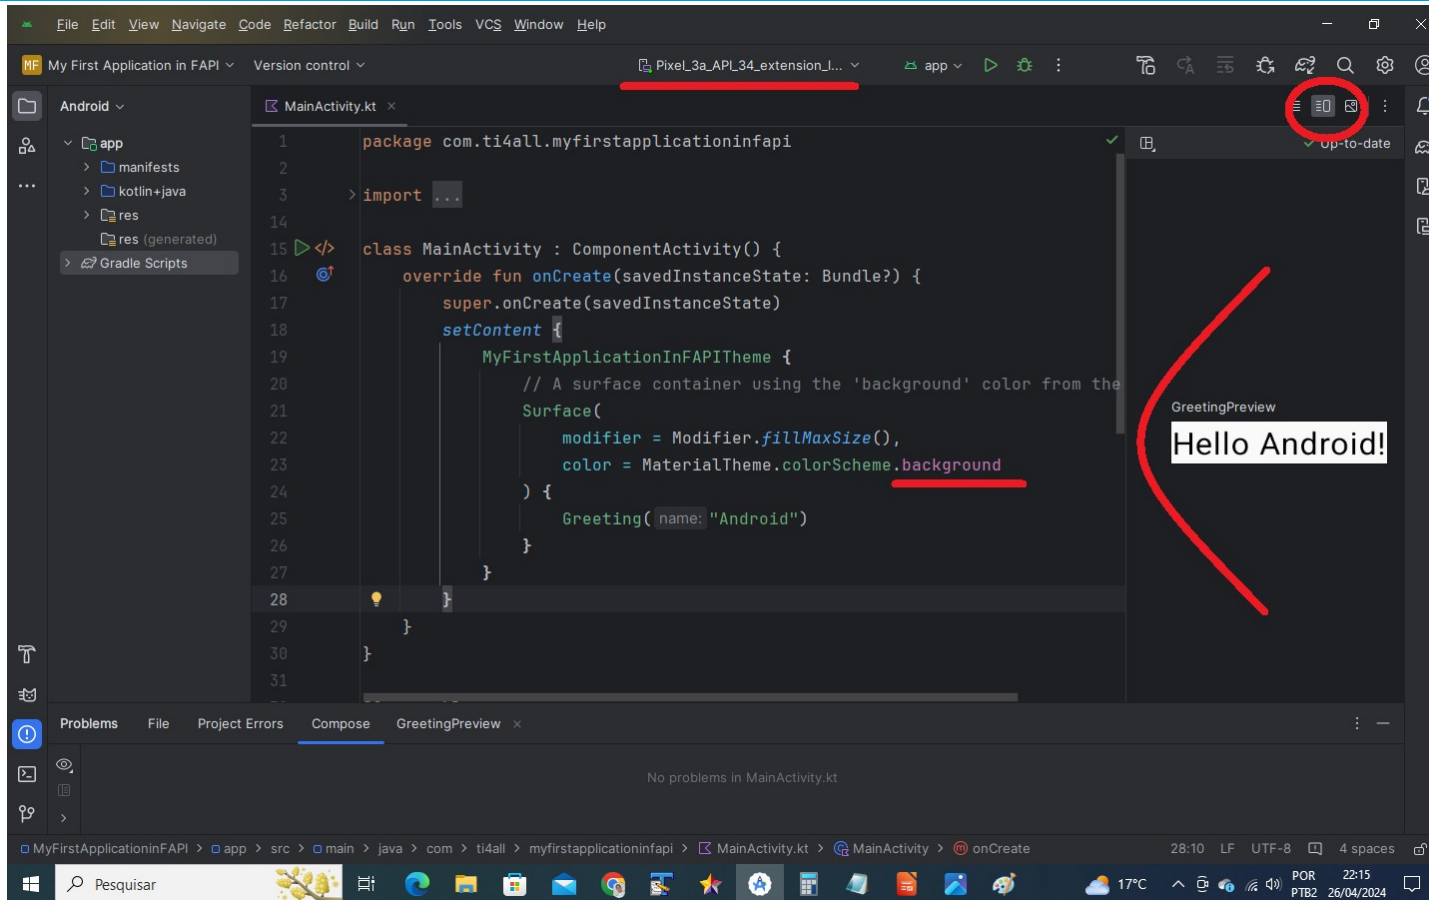 File Edit View Navigate Code Refactor Build Run Tools VCS Window Help
MF My First Application in FAPI Version control Pixel_3a_API_34_extension_l... app
Android
MainActivity.kt
app
manifests
kotlin+java
res
res (generated)
Gradle Scripts
1 package com.ti4all.myfirstapplicationinfapi
2
3 import ...
14
15 class MainActivity : ComponentActivity() {
16 override fun onCreate(savedInstanceState: Bundle?) {
17 super.onCreate(savedInstanceState)
18 setContent {
19 MyFirstApplicationInFAPITheme {
20 // A surface container using the 'background' color from the
21 Surface(
22 modifier = Modifier.fillMaxSize(),
23 color = MaterialTheme.colorScheme.background
24 ) {
25 Greeting( name: "Android")
26 }
27 }
28 }
29 }
30 }
31
Up-to-date
GreetingPreview
Hello Android!
Problems File Project Errors Compose GreetingPreview
No problems in MainActivity.kt
MyFirstApplicationinFAPI > app > src > main > java > com > ti4all > myfirstapplicationinfapi > MainActivity.kt > MainActivity > onCreate 28:10 LF UTF-8 4 spaces
Pesquisar
17°C
POR
PTB2
22:15
26/04/2024